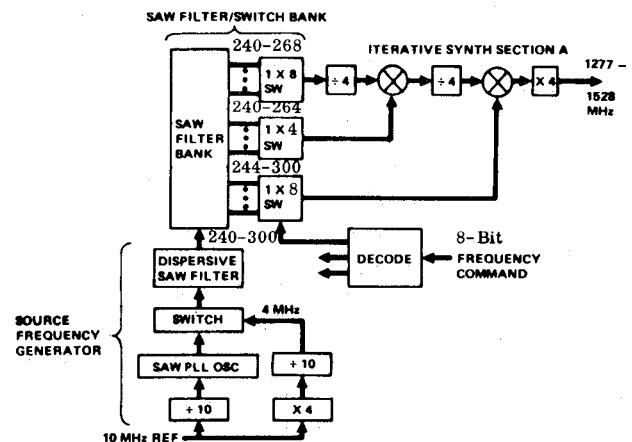 SAW FILTER/SWITCH BANK
240-268
ITERATIVE SYNTH SECTION A
1277 -
1528
MHz
1 X 8
SW
÷ 4
÷ 4
X 4
240-264
SAW
FILTER
BANK
1 X 4
SW
244-300
1 X 8
SW
240-300
8-Bit
FREQUENCY
COMMAND
DECODE
DISPERSIVE
SAW FILTER
4 MHz
SWITCH
SOURCE
FREQUENCY
GENERATOR
SAW PLL OSC
÷ 10
÷ 10
X 4
10 MHz REF